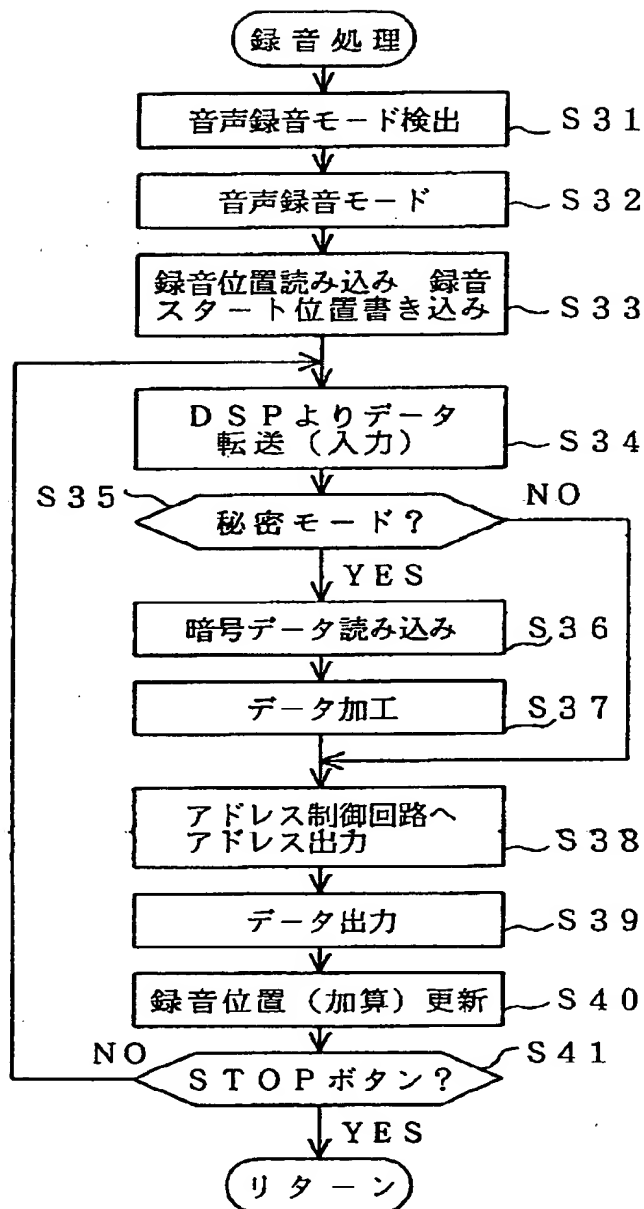 録音処理
音声録音モード検出
S31
音声録音モード
S32
録音位置読み込み 録音
スタート位置書き込み
S33
DSPよりデータ
転送(入力)
S34
S35
秘密モード?
NO
YES
暗号データ読み込み
S36
データ加工
S37
アドレス制御回路へ
アドレス出力
S38
データ出力
S39
録音位置(加算)更新
S40
NO
STOPボタン?
S41
YES
リターン